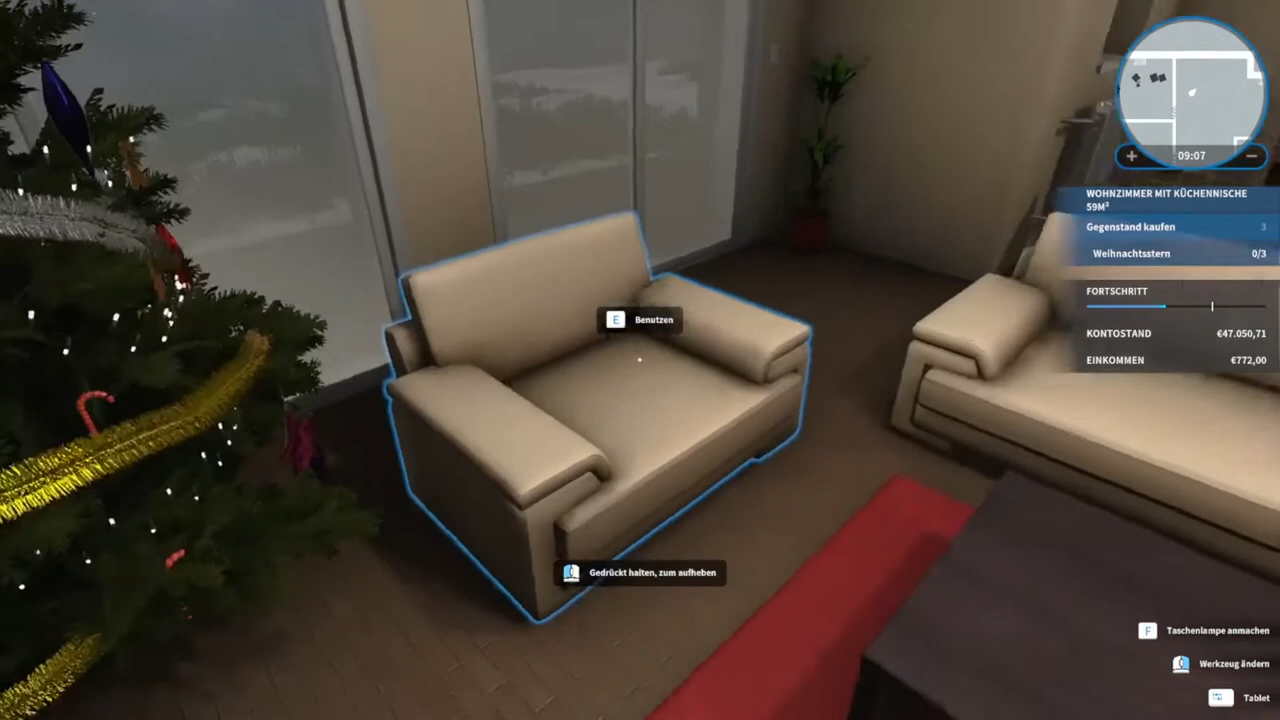 + 09:07 −
WOHNZIMMER MIT KÜCHENNISCHE
59M²
Gegenstand kaufen 3
Weihnachtsstern 0/3
FORTSCHRITT
KONTOSTAND €47.050,71
EINKOMMEN €772,00
E Benutzen
Gedrückt halten, zum aufheben
F Taschenlampe anmachen
Werkzeug ändern
Tablet